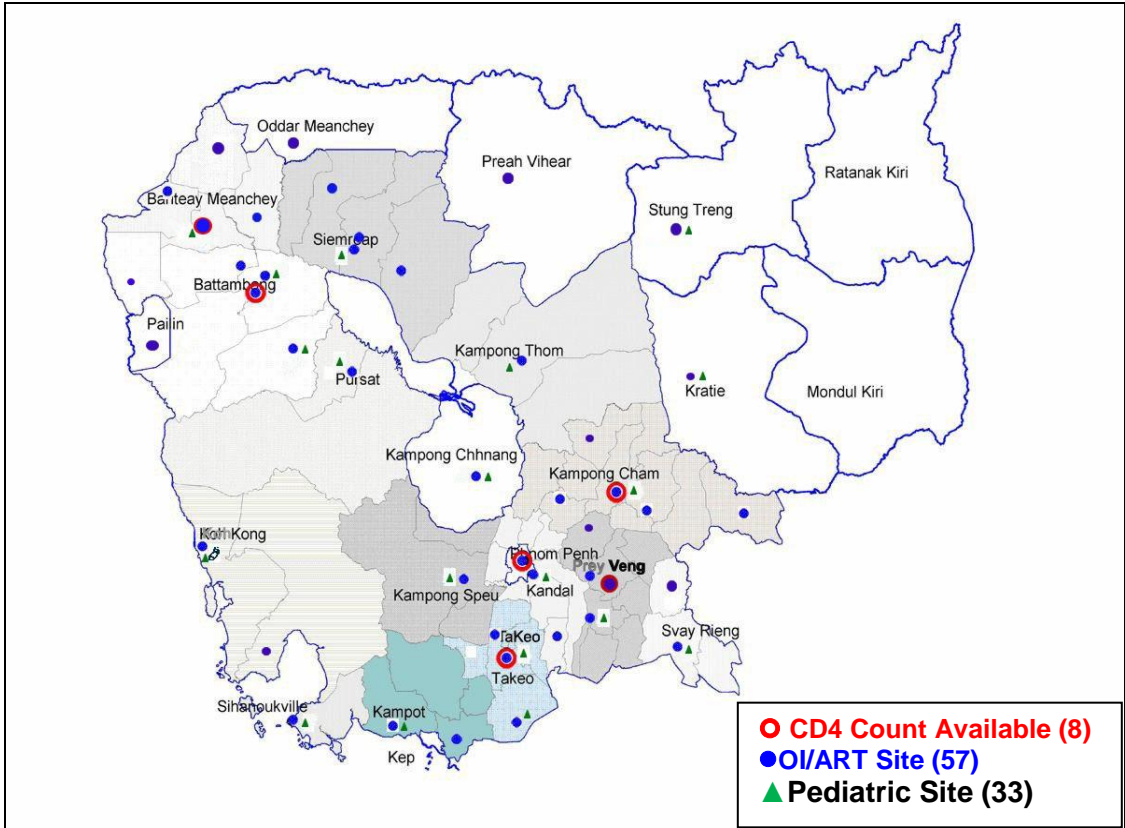 Oddar Meanchey
Preah Vihear
Ratanak Kiri
Banteay Meanchey
Stung Treng
Siemreap
Battambang
Pailin
Kampong Thom
Pursat
Kratie
Mondul Kiri
Kampong Chhnang
Kampong Cham
Koh Kong
Phnom Penh
Prey Veng
Kandal
Kampong Speu
Svay Rieng
TaKeo
Takeo
Sihanoukville
Kampot
Kep
CD4 Count Available (8)
OI/ART Site (57)
Pediatric Site (33)